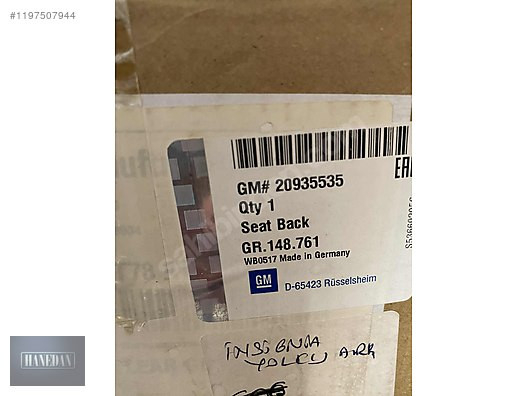 #1197507944
GM# 20935535
Qty 1
Seat Back
GR.148.761
WB0517 Made in Germany
GM
D-65423 Rüsselsheim
INSIGNIA
YOLCU ARK
HANEDAN